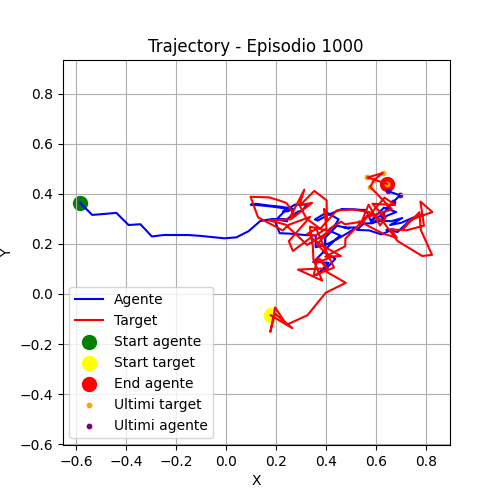 Trajectory - Episodio 1000
Y
0.8
0.6
0.4
0.2
0.0
−0.2
−0.4
−0.6
Agente
Target
Start agente
Start target
End agente
Ultimi target
Ultimi agente
−0.6 −0.4 −0.2 0.0 0.2 0.4 0.6 0.8
X